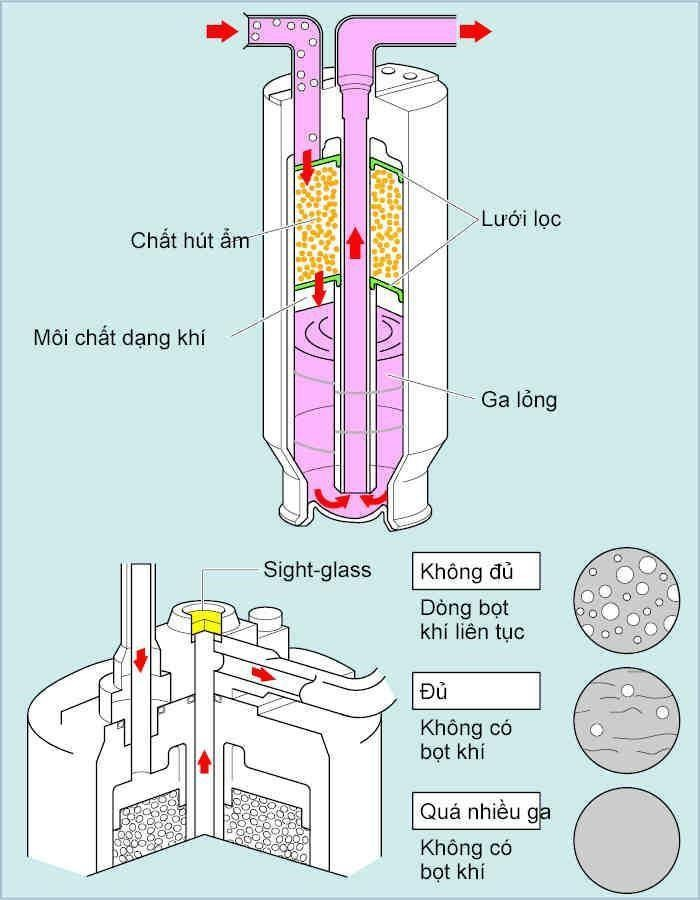 Chất hút ẩm
Lưới lọc
Môi chất dạng khí
Ga lỏng
Sight-glass
Không đủ
Dòng bọt
khí liên tục
Đủ
Không có
bọt khí
Quá nhiều ga
Không có
bọt khí